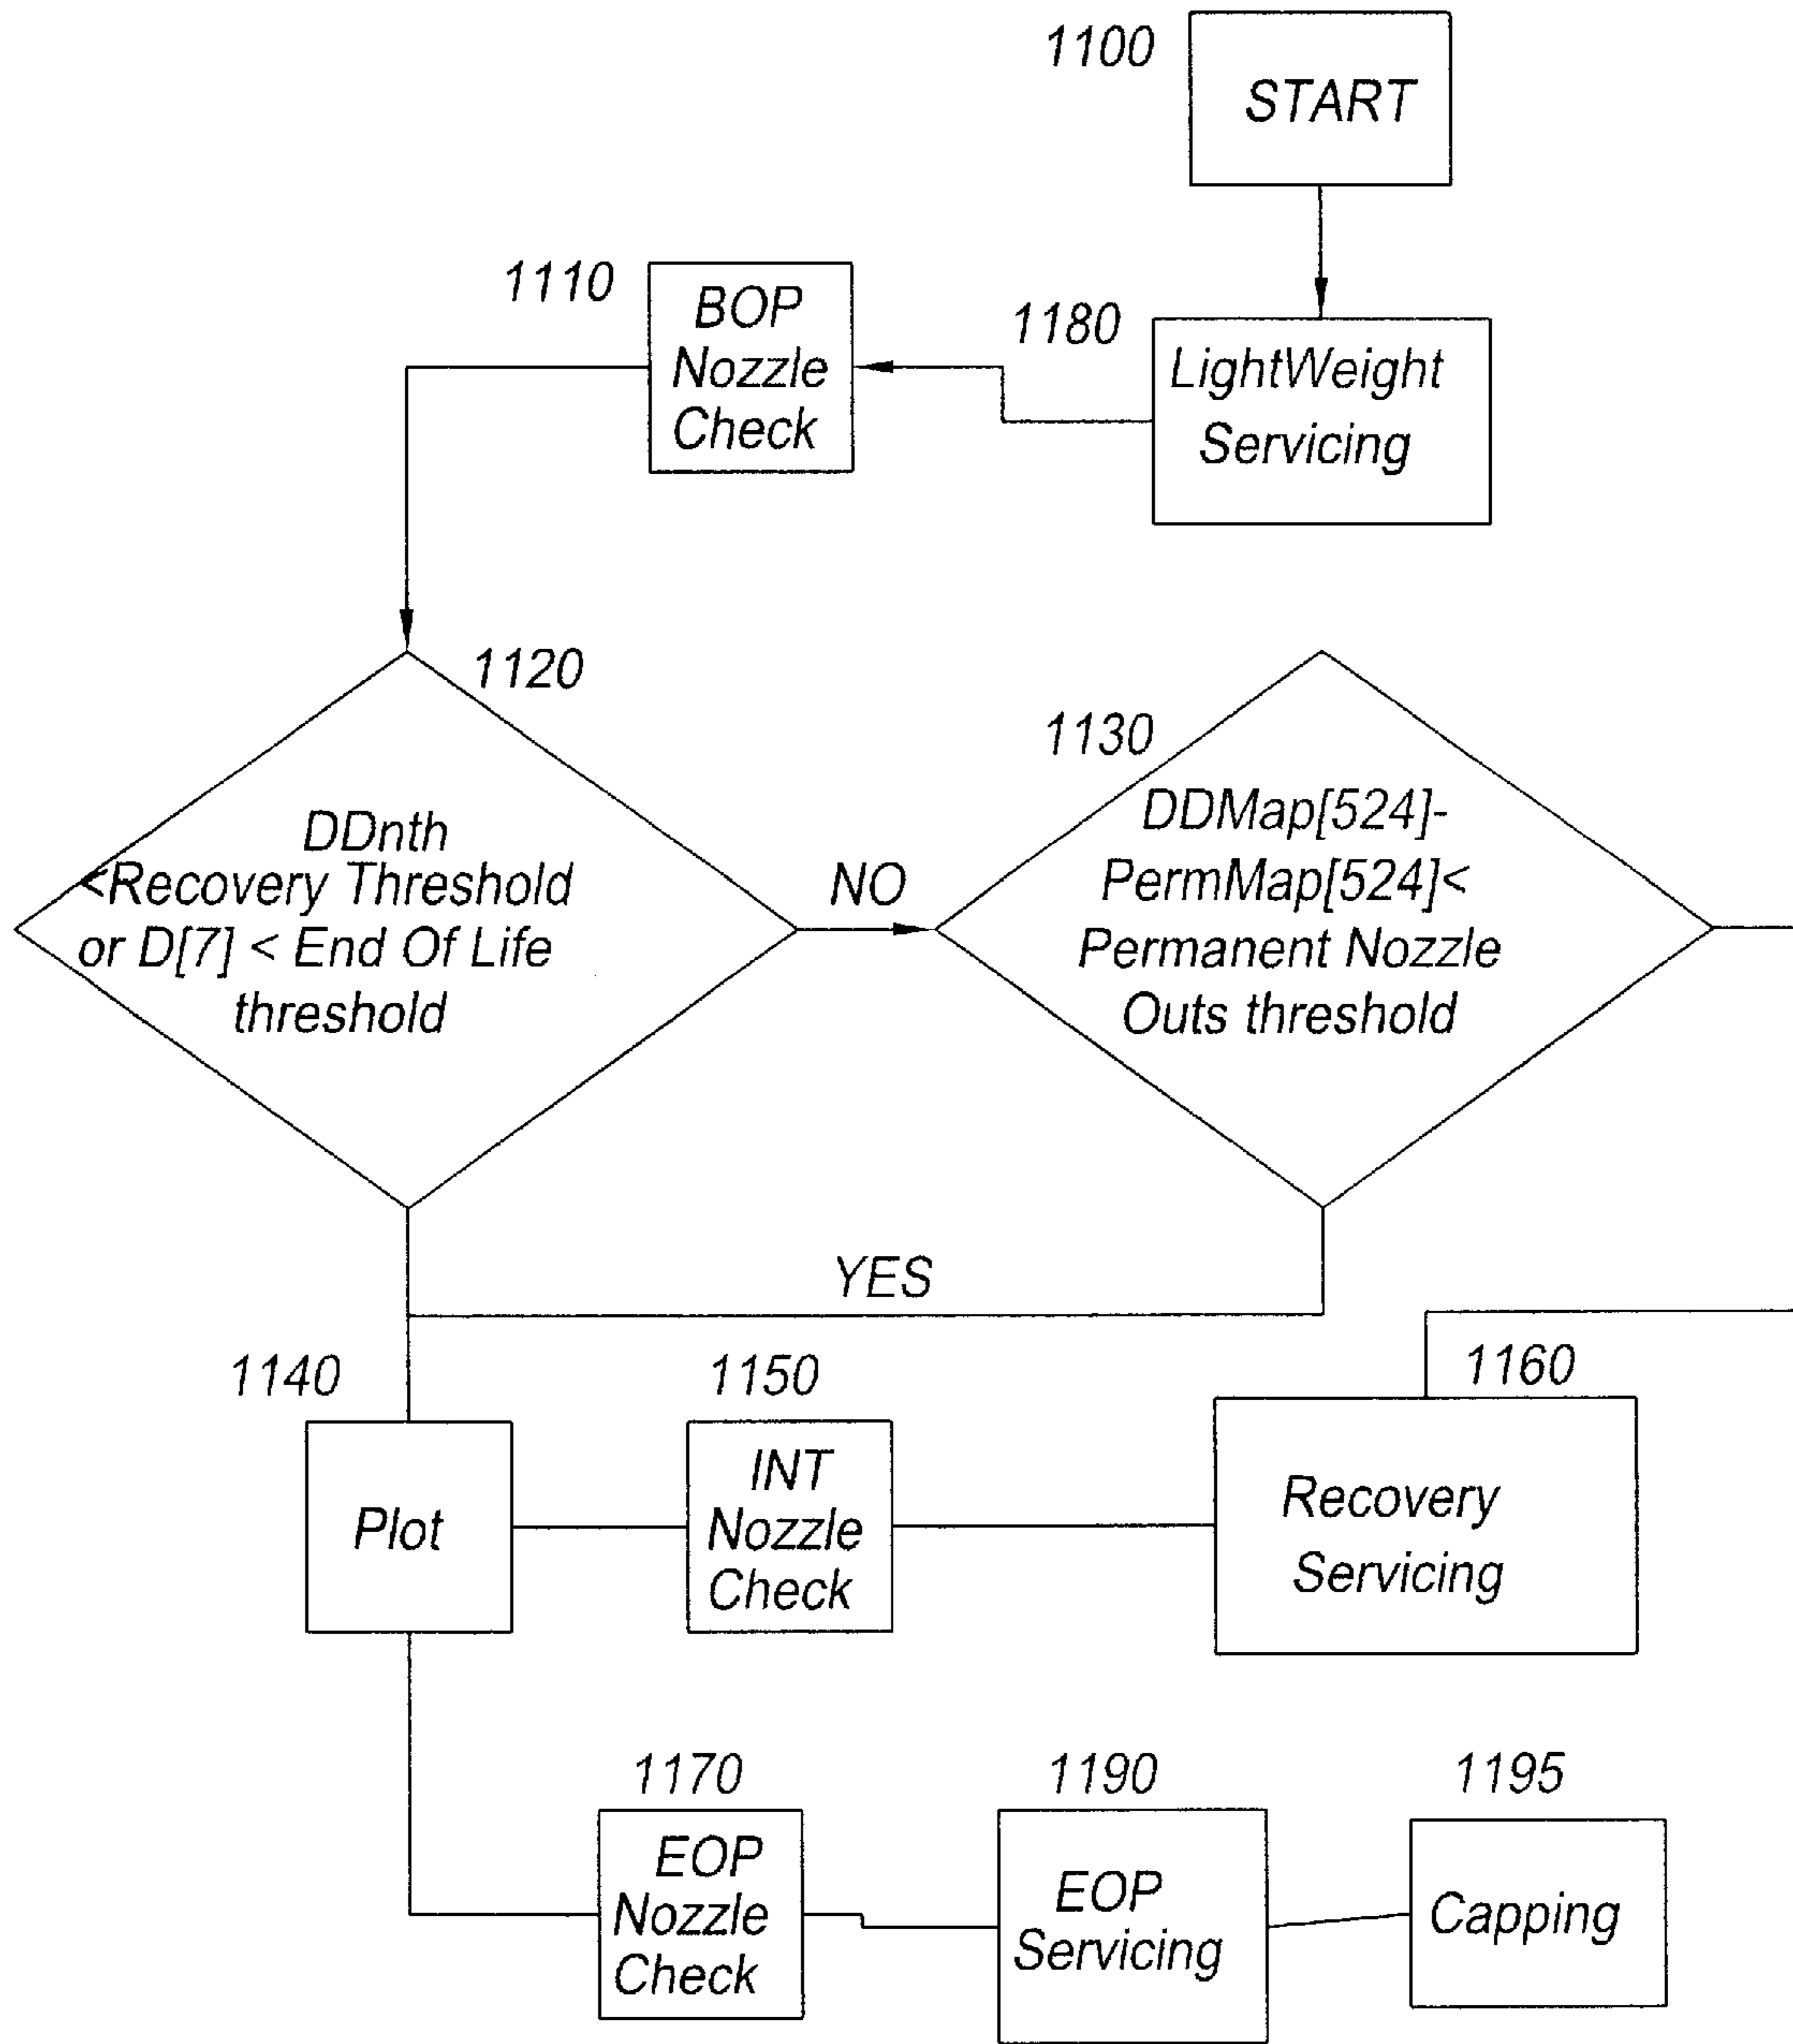 1100
START
1110
BOP
Nozzle
Check
1180
LightWeight
Servicing
1120
DDnth
<Recovery Threshold
or D[7] < End Of Life
threshold
NO
1130
DDMap[524]-
PermMap[524]<
Permanent Nozzle
Outs threshold
YES
1140
Plot
1150
INT
Nozzle
Check
1160
Recovery
Servicing
1170
EOP
Nozzle
Check
1190
EOP
Servicing
1195
Capping